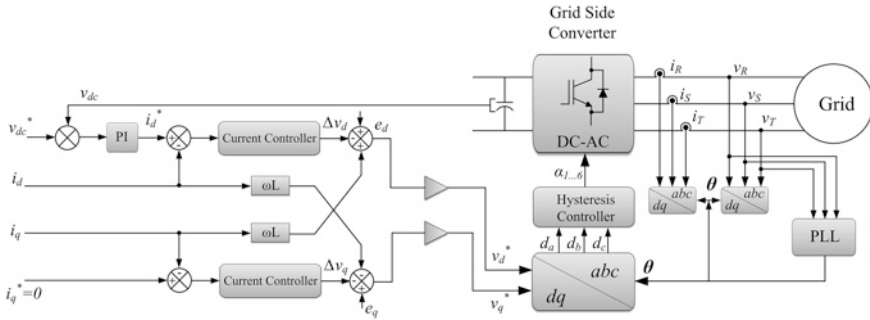 Grid Side
Converter
v_dc
v_dc*
PI
i_d*
Current Controller
Δv_d
e_d
i_d
ωL
i_q
ωL
i_q*=0
Current Controller
Δv_q
e_q
v_d*
v_q*
DC-AC
α_1...6
Hysteresis
Controller
d_a
d_b
d_c
abc
dq
θ
i_R
i_S
i_T
v_R
v_S
v_T
Grid
abc
dq
θ
abc
dq
PLL